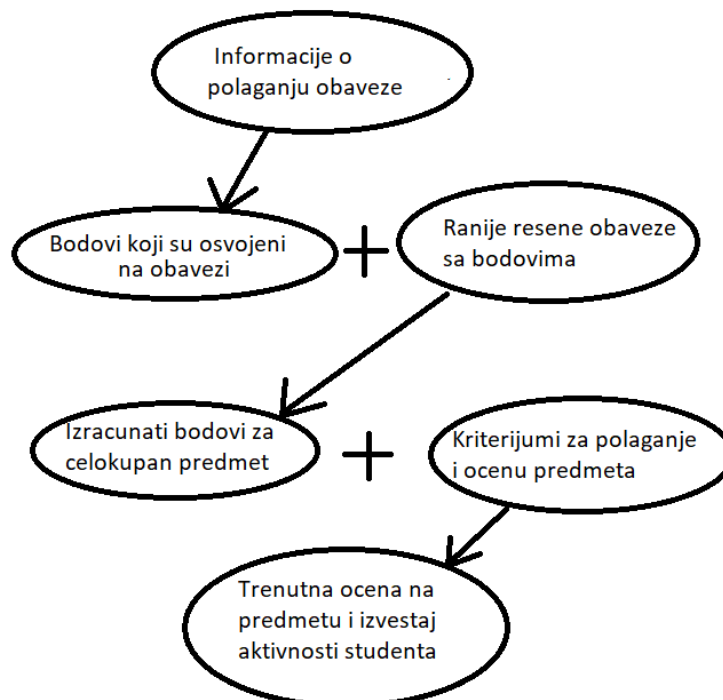 Informacije o
polaganju obaveze
Bodovi koji su osvojeni
na obavezi
+
Ranije resene obaveze
sa bodovima
Izracunati bodovi za
celokupan predmet
+
Kriterijumi za polaganje
i ocenu predmeta
Trenutna ocena na
predmetu i izvestaj
aktivnosti studenta